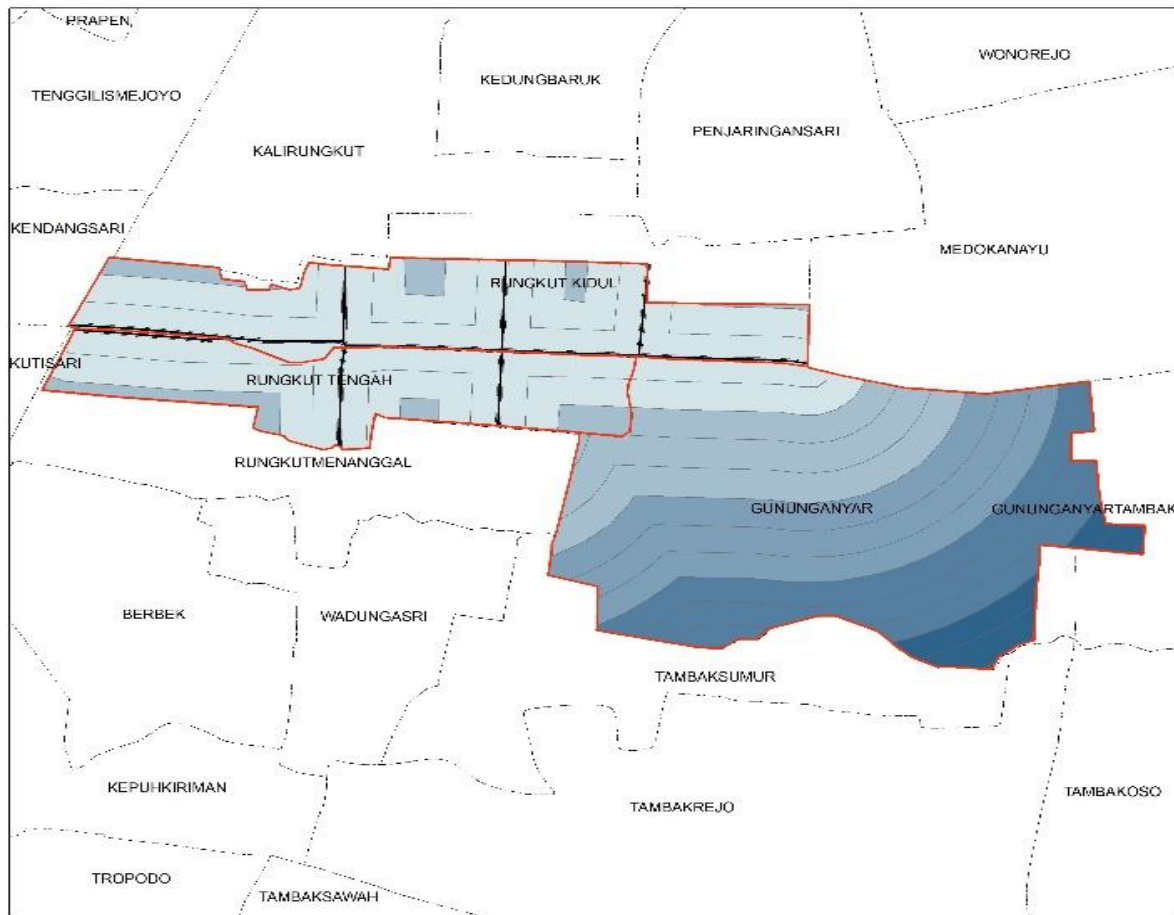 PRAPEN
WONOREJO
KEDUNGBARUK
TENGGILISMEJOYO
PENJARINGANSARI
KALIRUNGKUT
KENDANGSARI
MEDOKANAYU
RUNGKUT KIDUL
KUTISARI
RUNGKUT TENGAH
RUNGKUTMENANGGAL
GUNUNGANYAR
GUNUNGANYARTAMBAK
BERBEK
WADUNGASRI
TAMBAKSUMUR
KEPUHKIRIMAN
TAMBAKOSO
TAMBAKREJO
TROPODO
TAMBAKSAWAH